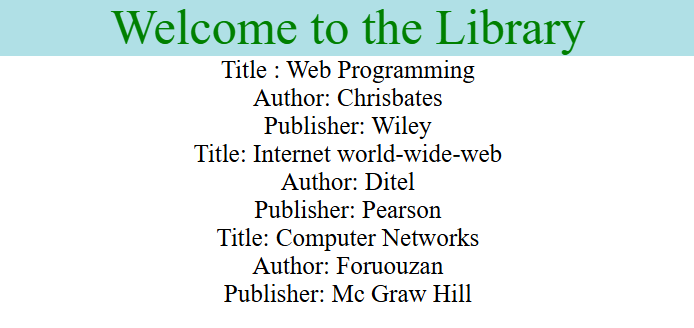 Welcome to the Library
Title : Web Programming
Author: Chrisbates
Publisher: Wiley
Title: Internet world-wide-web
Author: Ditel
Publisher: Pearson
Title: Computer Networks
Author: Foruouzan
Publisher: Mc Graw Hill